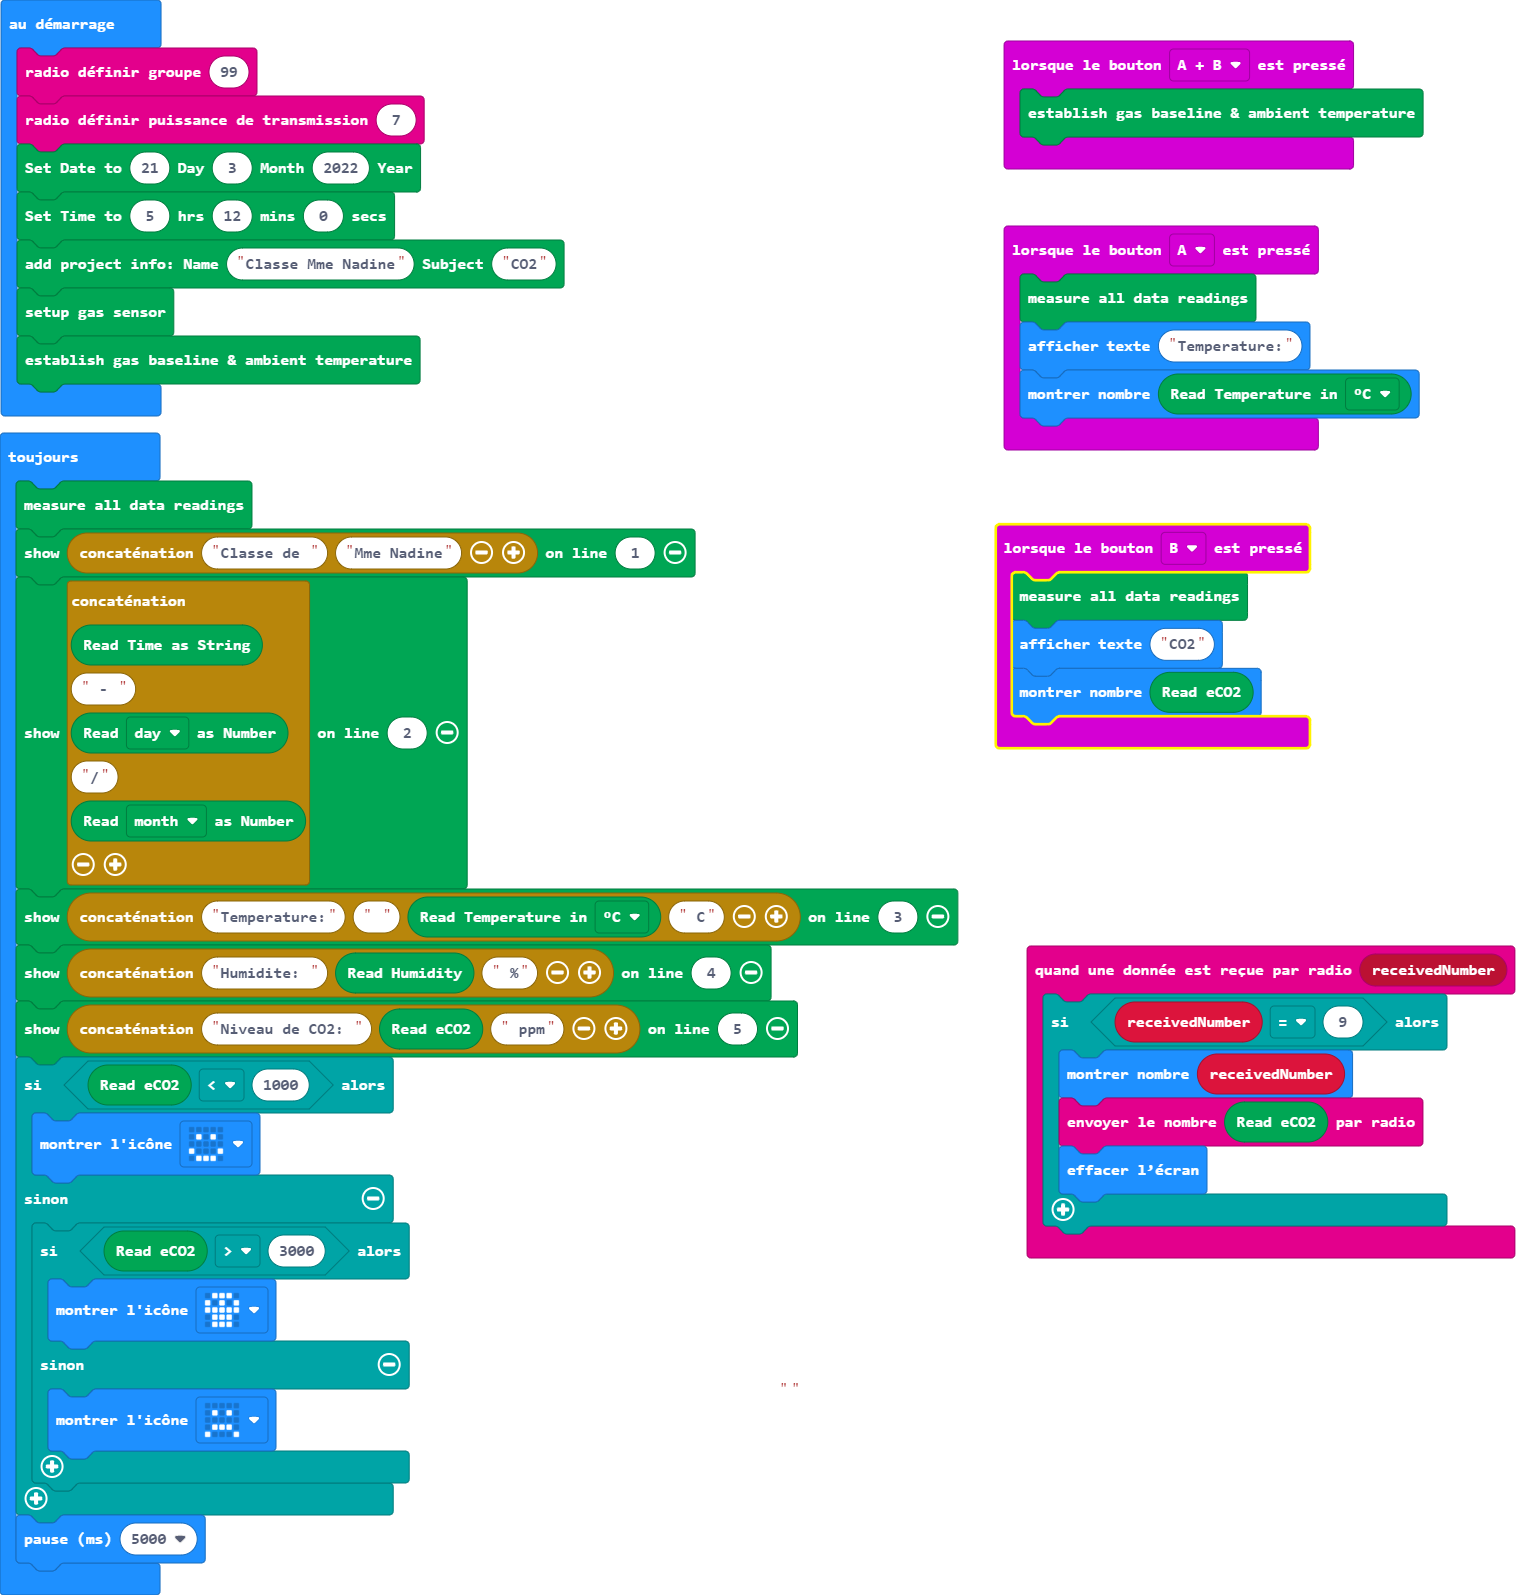 au démarrage
radio définir groupe 99
radio définir puissance de transmission 7
Set Date to 21 Day 3 Month 2022 Year
Set Time to 5 hrs 12 mins 0 secs
add project info: Name "Classe Mme Nadine" Subject "CO2"
setup gas sensor
establish gas baseline & ambient temperature
toujours
measure all data readings
show concaténation "Classe de " "Mme Nadine" on line 1
show concaténation
Read Time as String
" - "
Read day as Number on line 2
"/"
Read month as Number
show concaténation "Temperature:" " " Read Temperature in ºC " C" on line 3
show concaténation "Humidite: " Read Humidity " %" on line 4
show concaténation "Niveau de CO2: " Read eCO2 " ppm" on line 5
si Read eCO2 < 1000 alors
montrer l'icône
sinon
si Read eCO2 > 3000 alors
montrer l'icône
sinon
montrer l'icône
pause (ms) 5000
lorsque le bouton A + B est pressé
establish gas baseline & ambient temperature
lorsque le bouton A est pressé
measure all data readings
afficher texte "Temperature:"
montrer nombre Read Temperature in ºC
lorsque le bouton B est pressé
measure all data readings
afficher texte "CO2"
montrer nombre Read eCO2
quand une donnée est reçue par radio receivedNumber
si receivedNumber = 9 alors
montrer nombre receivedNumber
envoyer le nombre Read eCO2 par radio
effacer l’écran
" "